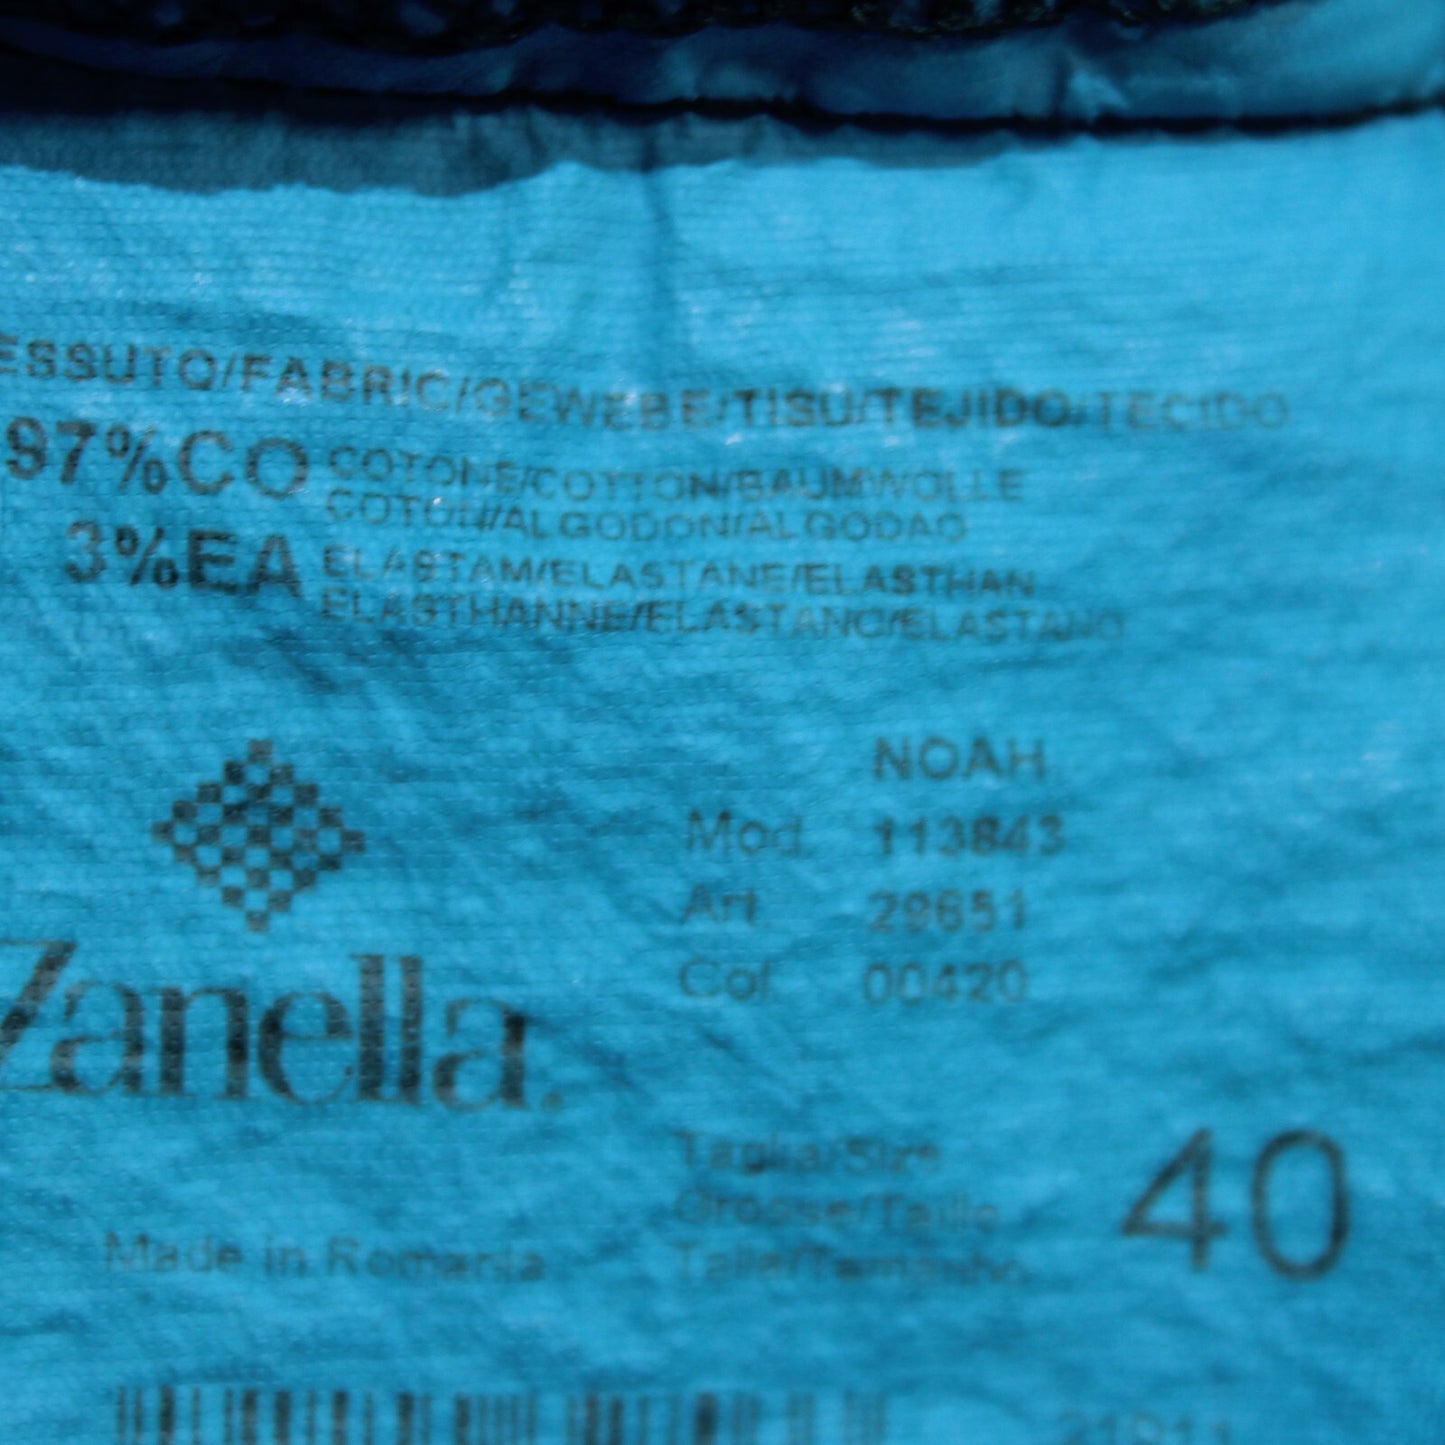 ESSUTO/FABRIC/GEWEBE/TISU/TEJIDO/TECIDO
97%CO COTONE/COTTON/BAUMWOLLE
COTON/ALGODON/ALGODAO
3%EA ELASTAM/ELASTANE/ELASTHAN
ELASTHANNE/ELASTANO/ELASTANO
NOAH
Mod. 113843
Art. 29651
Col. 00420
Zanella
Made in Romania
Taglia/Size
Grosse/Taille
Talla/Tamanho
40